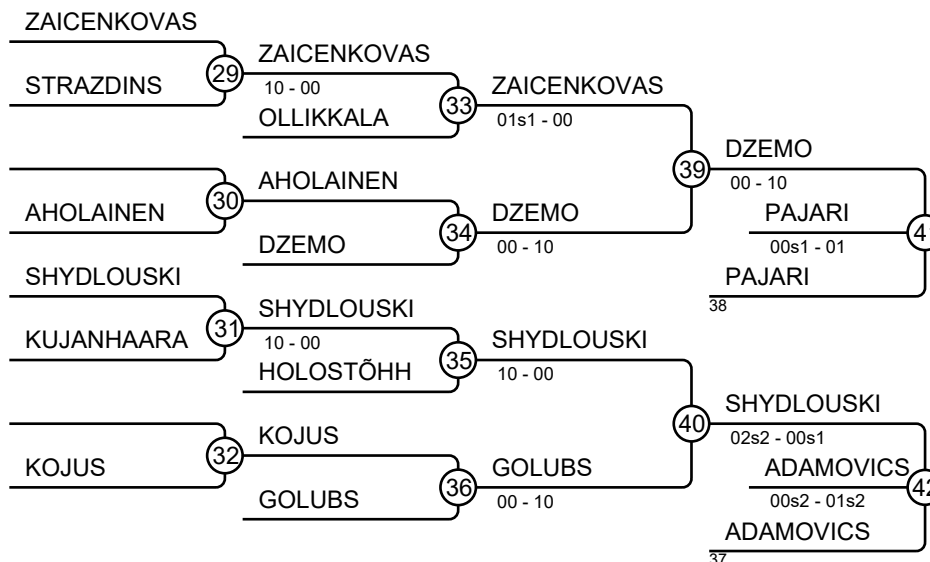 ZAICENKOVAS
29
STRAZDINS
ZAICENKOVAS
10 - 00
33
OLLIKKALA
ZAICENKOVAS
01s1 - 00
39
30
AHOLAINEN
AHOLAINEN
34
DZEMO
DZEMO
00 - 10
DZEMO
00 - 10
PAJARI
41
00s1 - 01
PAJARI
38
SHYDLOUSKI
31
KUJANHAARA
SHYDLOUSKI
10 - 00
35
HOLOSTÕHH
SHYDLOUSKI
10 - 00
40
32
KOJUS
KOJUS
36
GOLUBS
GOLUBS
00 - 10
SHYDLOUSKI
02s2 - 00s1
ADAMOVICS
42
00s2 - 01s2
ADAMOVICS
37